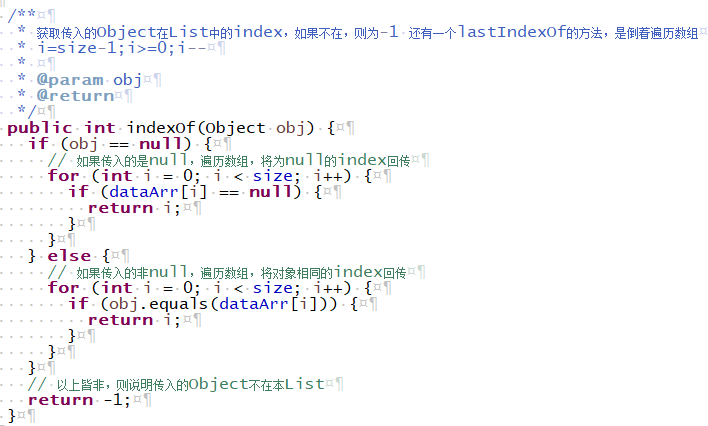 /**
 * 获取传入的Object在List中的index，如果不在，则为-1 还有一个lastIndexOf的方法，是倒着遍历数组
 * i=size-1;i>=0;i--
 *
 * @param obj
 * @return
 */
public int indexOf(Object obj) {
  if (obj == null) {
    // 如果传入的是null，遍历数组，将为null的index回传
    for (int i = 0; i < size; i++) {
      if (dataArr[i] == null) {
        return i;
      }
    }
  } else {
    // 如果传入的非null，遍历数组，将对象相同的index回传
    for (int i = 0; i < size; i++) {
      if (obj.equals(dataArr[i])) {
        return i;
      }
    }
  }
  // 以上皆非，则说明传入的Object不在本List
  return -1;
}